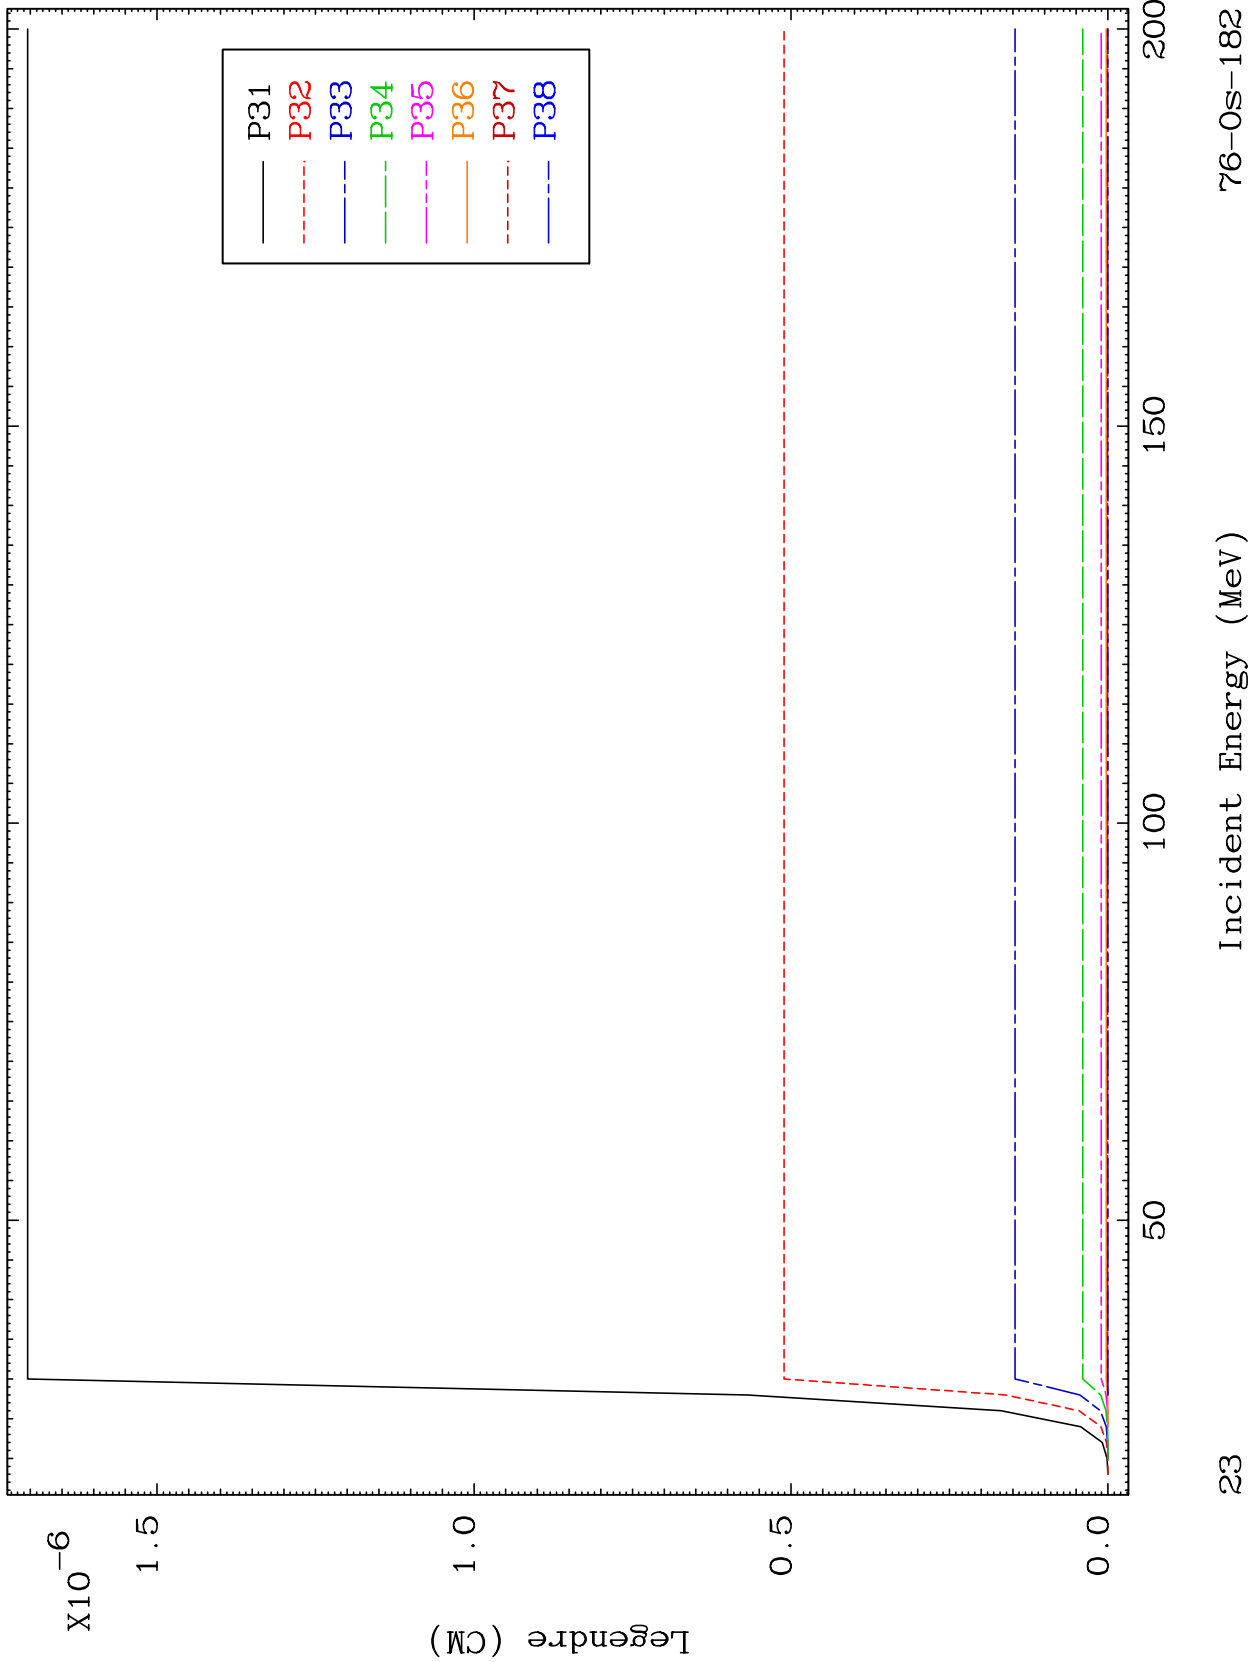 X10-6
1.5
1.0
0.5
0.0
Legendre (CM)
P31
P32
P33
P34
P35
P36
P37
P38
50
100
150
200
23
Incident Energy (MeV)
76-Os-182